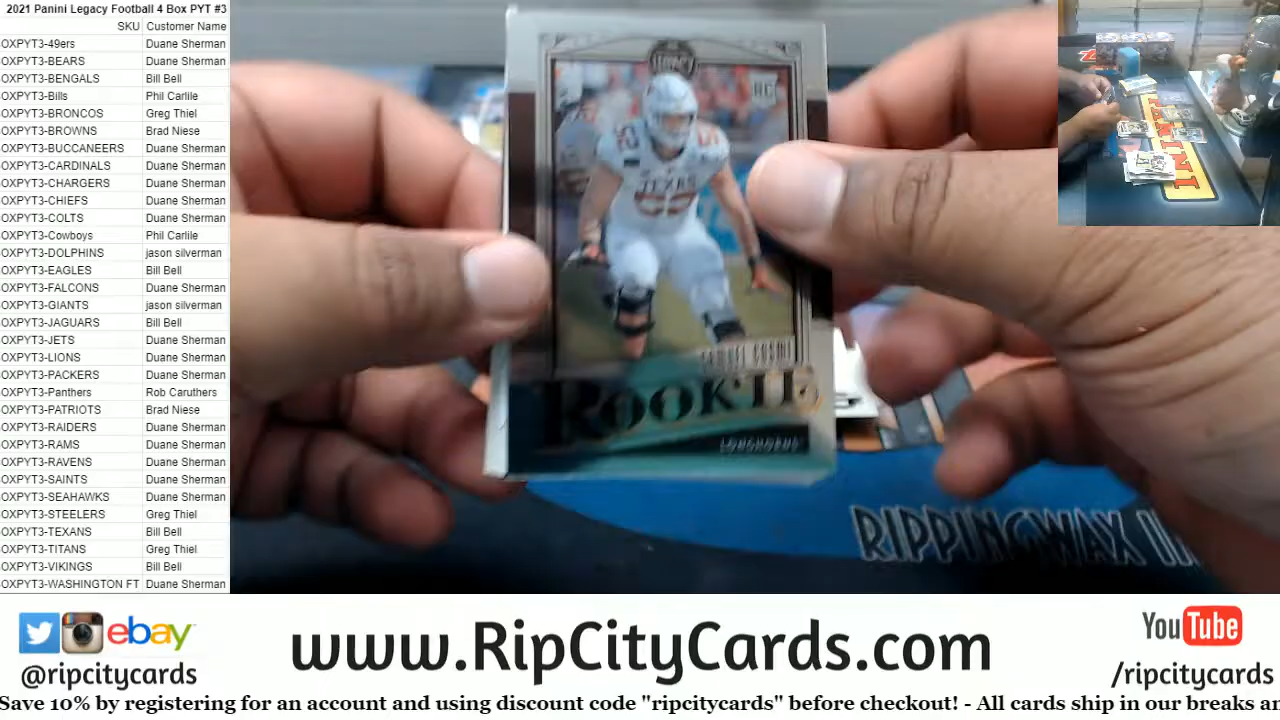 2021 Panini Legacy Football 4 Box PYT #3
SKU Customer Name
OXPYT3-49ers Duane Sherman
OXPYT3-BEARS Duane Sherman
OXPYT3-BENGALS Bill Bell
OXPYT3-Bills Phil Carlile
OXPYT3-BRONCOS Greg Thiel
OXPYT3-BROWNS Brad Niese
OXPYT3-BUCCANEERS Duane Sherman
OXPYT3-CARDINALS Duane Sherman
OXPYT3-CHARGERS Duane Sherman
OXPYT3-CHIEFS Duane Sherman
OXPYT3-COLTS Duane Sherman
OXPYT3-Cowboys Phil Carlile
OXPYT3-DOLPHINS jason silverman
OXPYT3-EAGLES Bill Bell
OXPYT3-FALCONS Duane Sherman
OXPYT3-GIANTS jason silverman
OXPYT3-JAGUARS Bill Bell
OXPYT3-JETS Duane Sherman
OXPYT3-LIONS Duane Sherman
OXPYT3-PACKERS Duane Sherman
OXPYT3-Panthers Rob Caruthers
OXPYT3-PATRIOTS Brad Niese
OXPYT3-RAIDERS Duane Sherman
OXPYT3-RAMS Duane Sherman
OXPYT3-RAVENS Duane Sherman
OXPYT3-SAINTS Duane Sherman
OXPYT3-SEAHAWKS Duane Sherman
OXPYT3-STEELERS Greg Thiel
OXPYT3-TEXANS Bill Bell
OXPYT3-TITANS Greg Thiel
OXPYT3-VIKINGS Bill Bell
OXPYT3-WASHINGTON FT Duane Sherman
LEGACY
RC
TEXAS
52
SAMUEL COSMI
ROOKIE
LONGHORNS
RIPPINGWAX
PANINI
ebay
@ripcitycards
www.RipCityCards.com
YouTube
/ripcitycards
Save 10% by registering for an account and using discount code "ripcitycards" before checkout! - All cards ship in our breaks